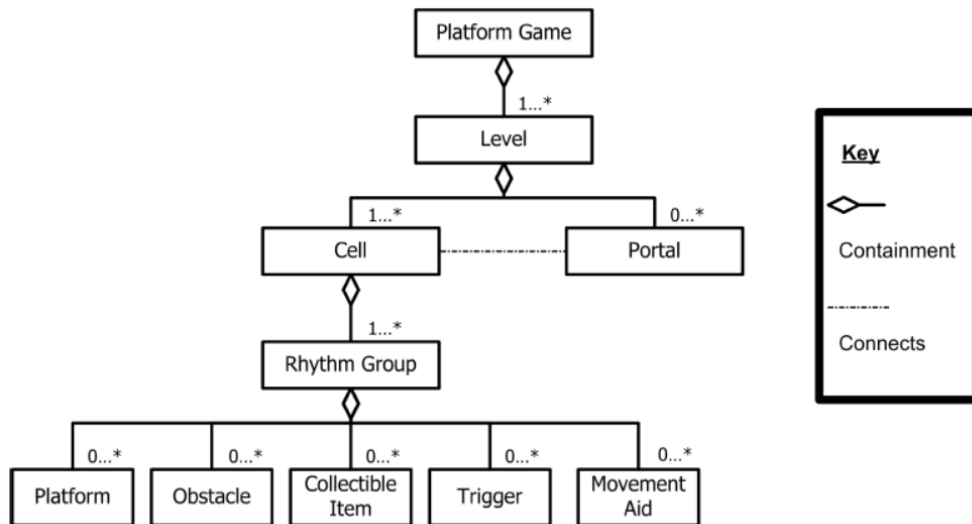 Platform Game
1...*
Level
1...*
0...*
Cell
Portal
1...*
Rhythm Group
0...*
0...*
0...*
0...*
0...*
Platform
Obstacle
Collectible
Item
Trigger
Movement
Aid
Key
Containment
Connects